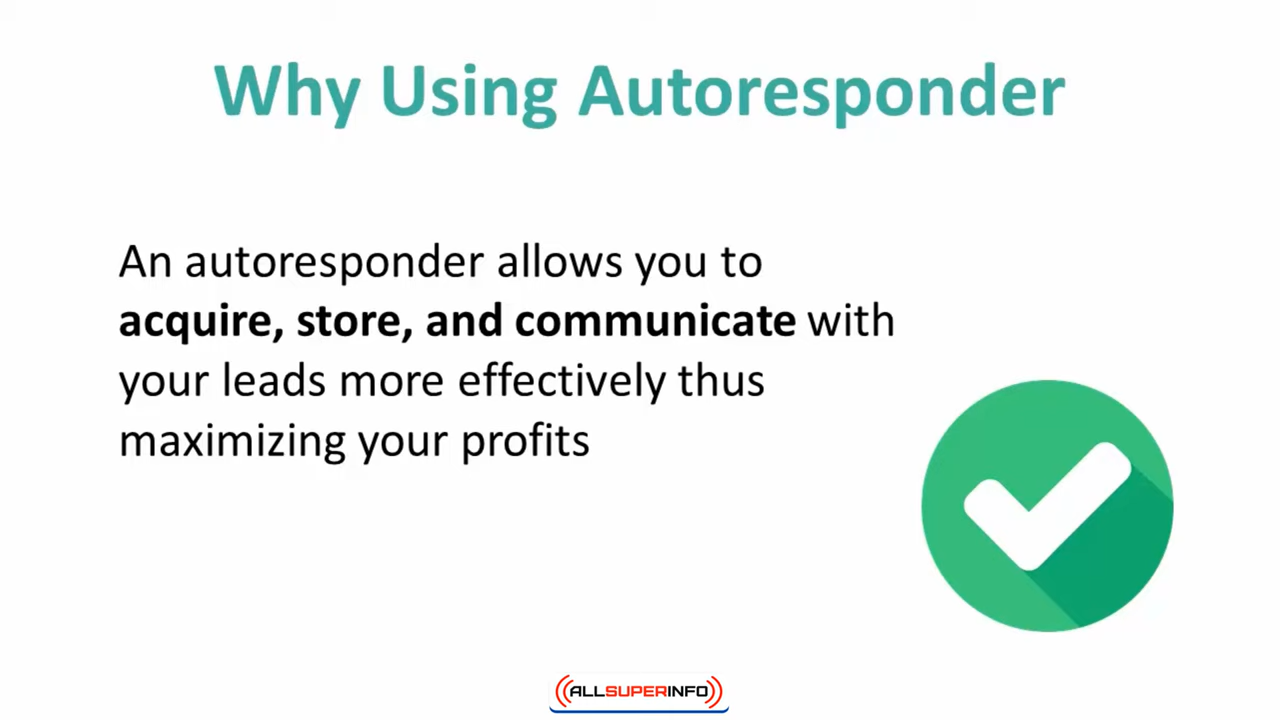 Why Using Autoresponder
An autoresponder allows you to
acquire, store, and communicate with
your leads more effectively thus
maximizing your profits
ALLSUPERINFO